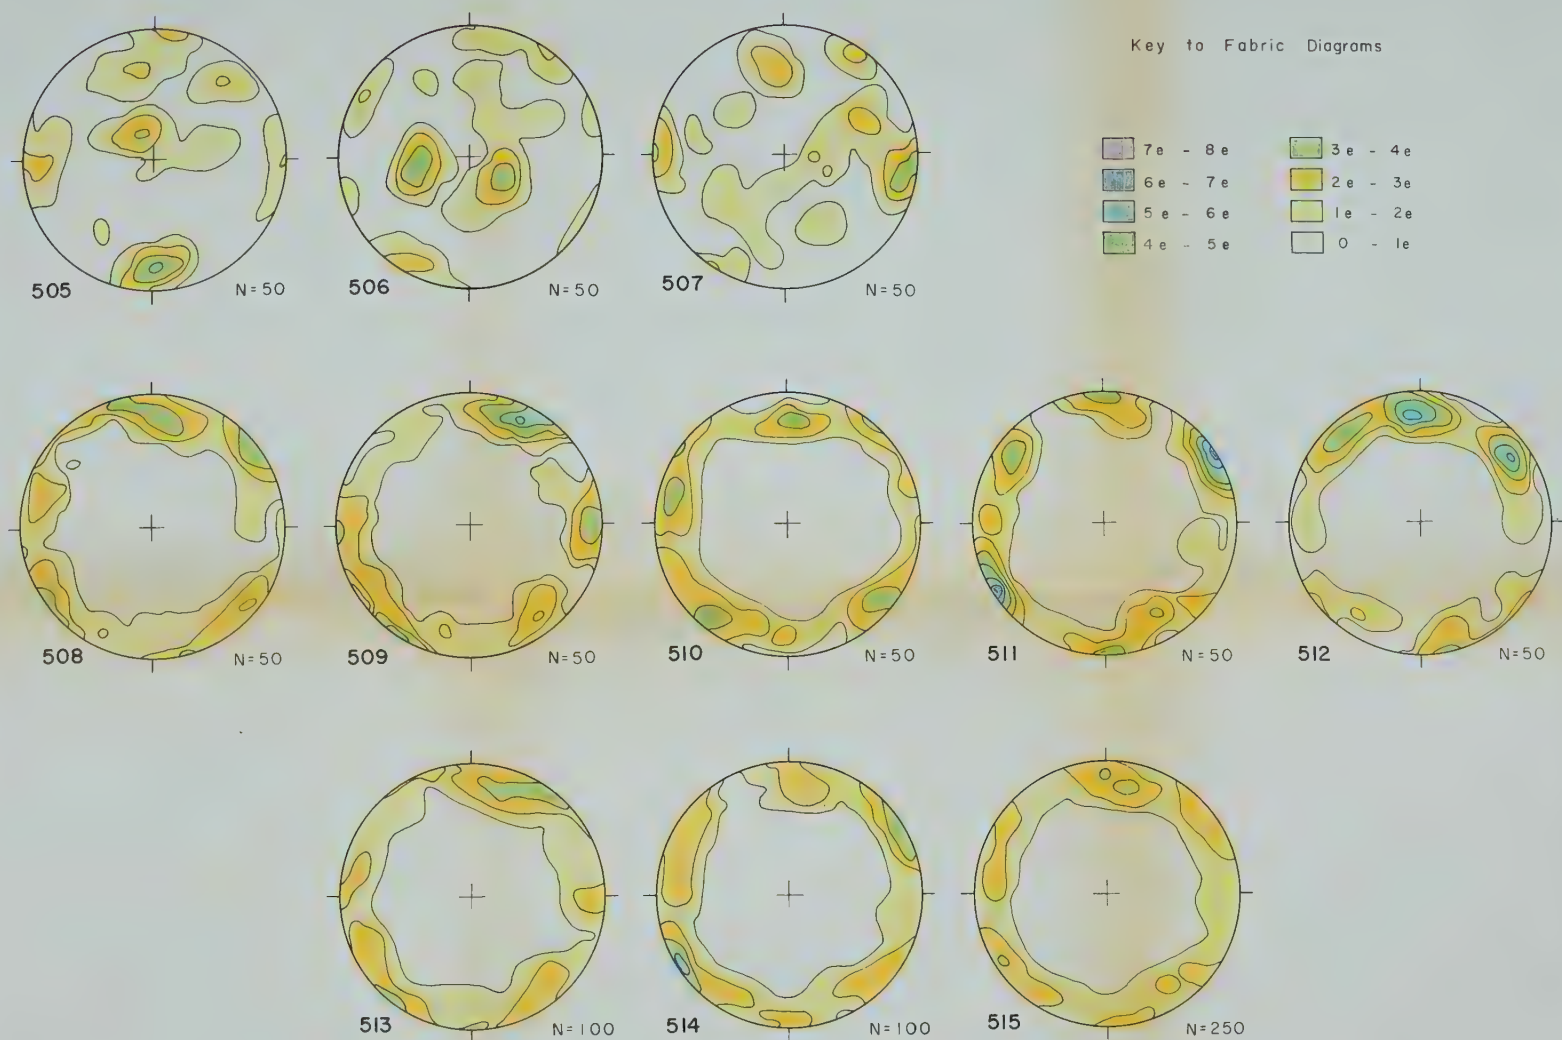 Key to Fabric Diagrams
7e - 8e
6e - 7e
5e - 6e
4e - 5e
3e - 4e
2e - 3e
1e - 2e
0 - 1e
505 N=50
506 N=50
507 N=50
508 N=50
509 N=50
510 N=50
511 N=50
512 N=50
513 N=100
514 N=100
515 N=250